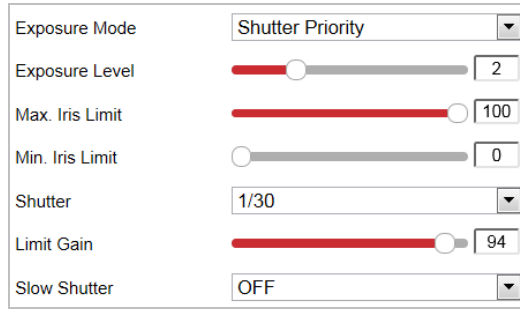 Exposure Mode Shutter Priority
Exposure Level 2
Max. Iris Limit 100
Min. Iris Limit 0
Shutter 1/30
Limit Gain 94
Slow Shutter OFF